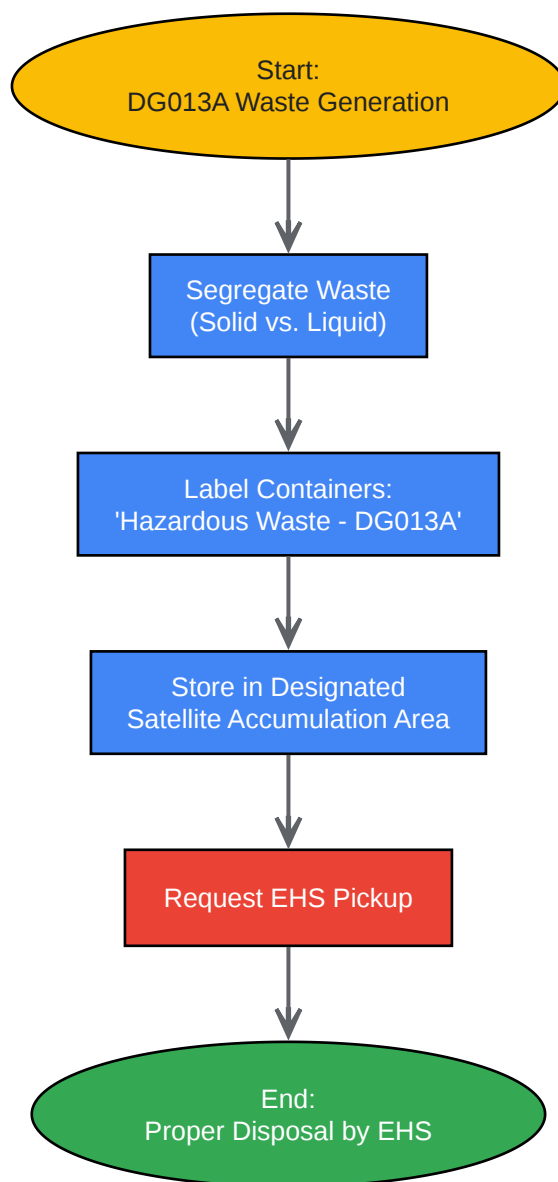 Start:
DG013A Waste Generation
Segregate Waste
(Solid vs. Liquid)
Label Containers:
'Hazardous Waste - DG013A'
Store in Designated
Satellite Accumulation Area
Request EHS Pickup
End:
Proper Disposal by EHS